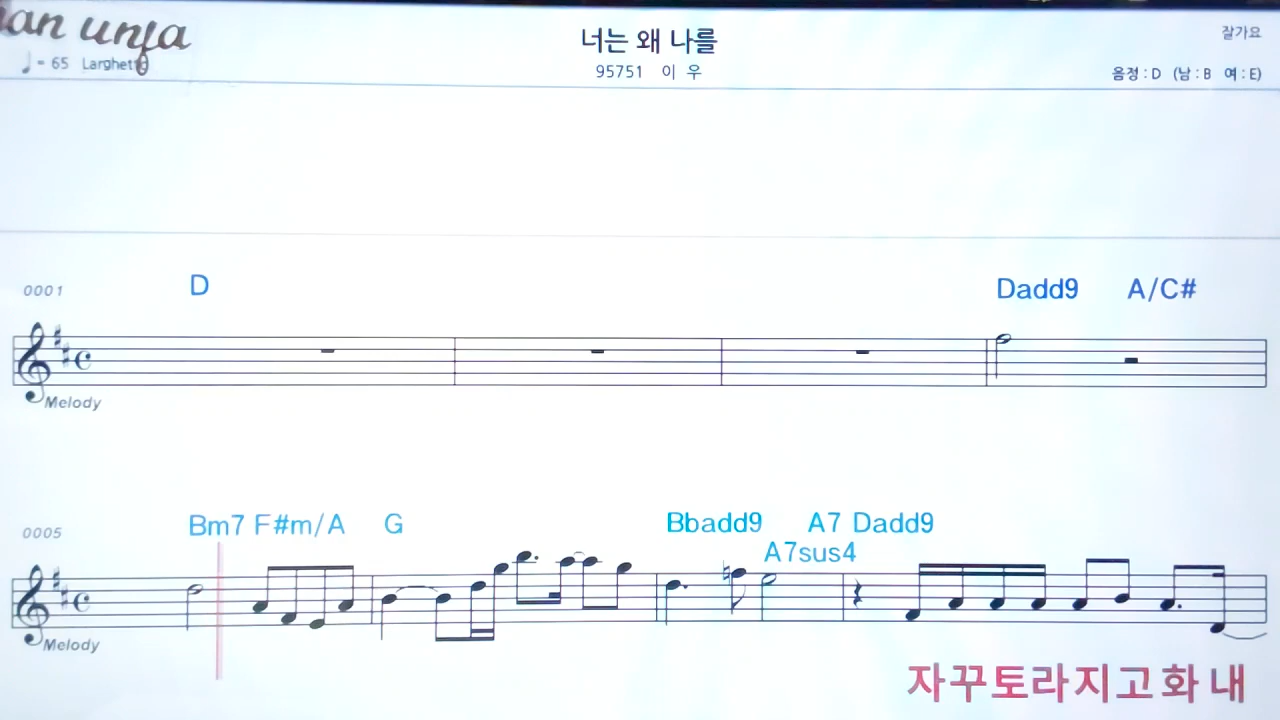 너는 왜 나를
잘가요
♩= 65 Larghetto
95751 이 우
음정 : D (남 : B 여 : E)
0001
D
Dadd9 A/C#
Melody
0005
Bm7 F#m/A G Bbadd9 A7 Dadd9
A7sus4
Melody
자꾸토라지고화내